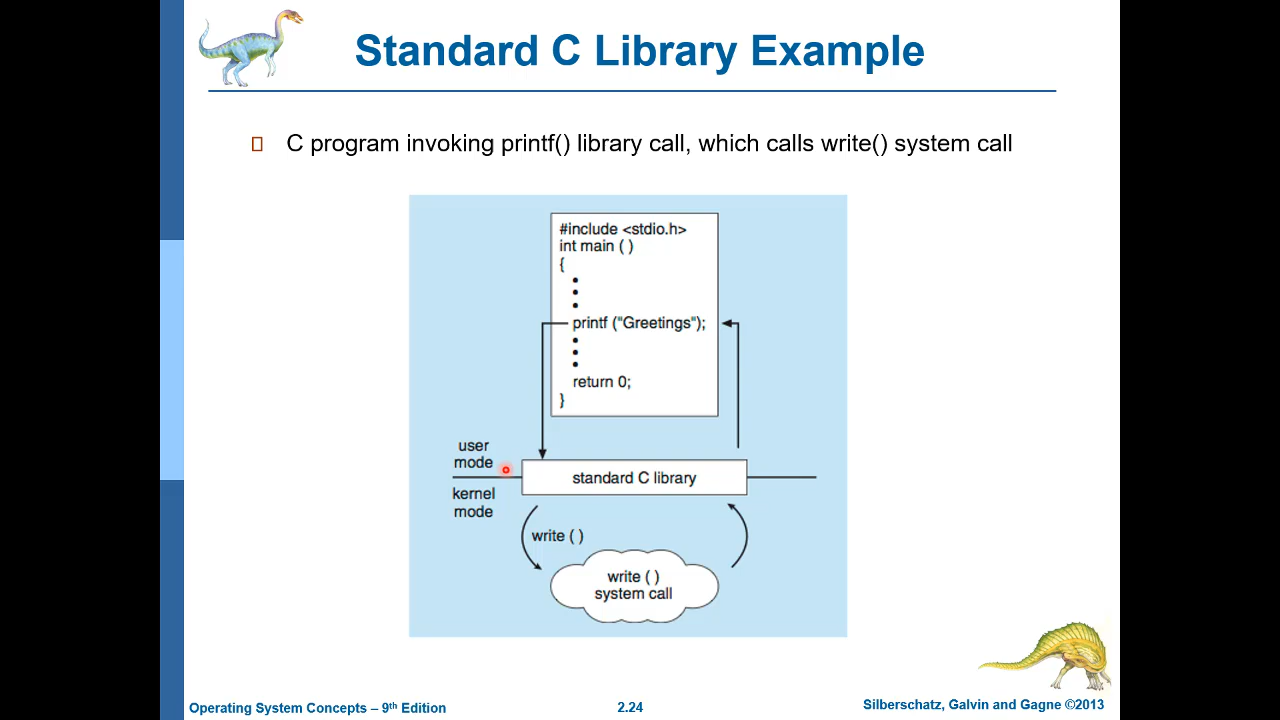 Standard C Library Example
C program invoking printf() library call, which calls write() system call
#include <stdio.h>
int main ( )
{
•
•
•
printf ("Greetings");
•
•
•
return 0;
}
user
mode
standard C library
kernel
mode
write ( )
write ( )
system call
Operating System Concepts – 9th Edition
2.24
Silberschatz, Galvin and Gagne ©2013